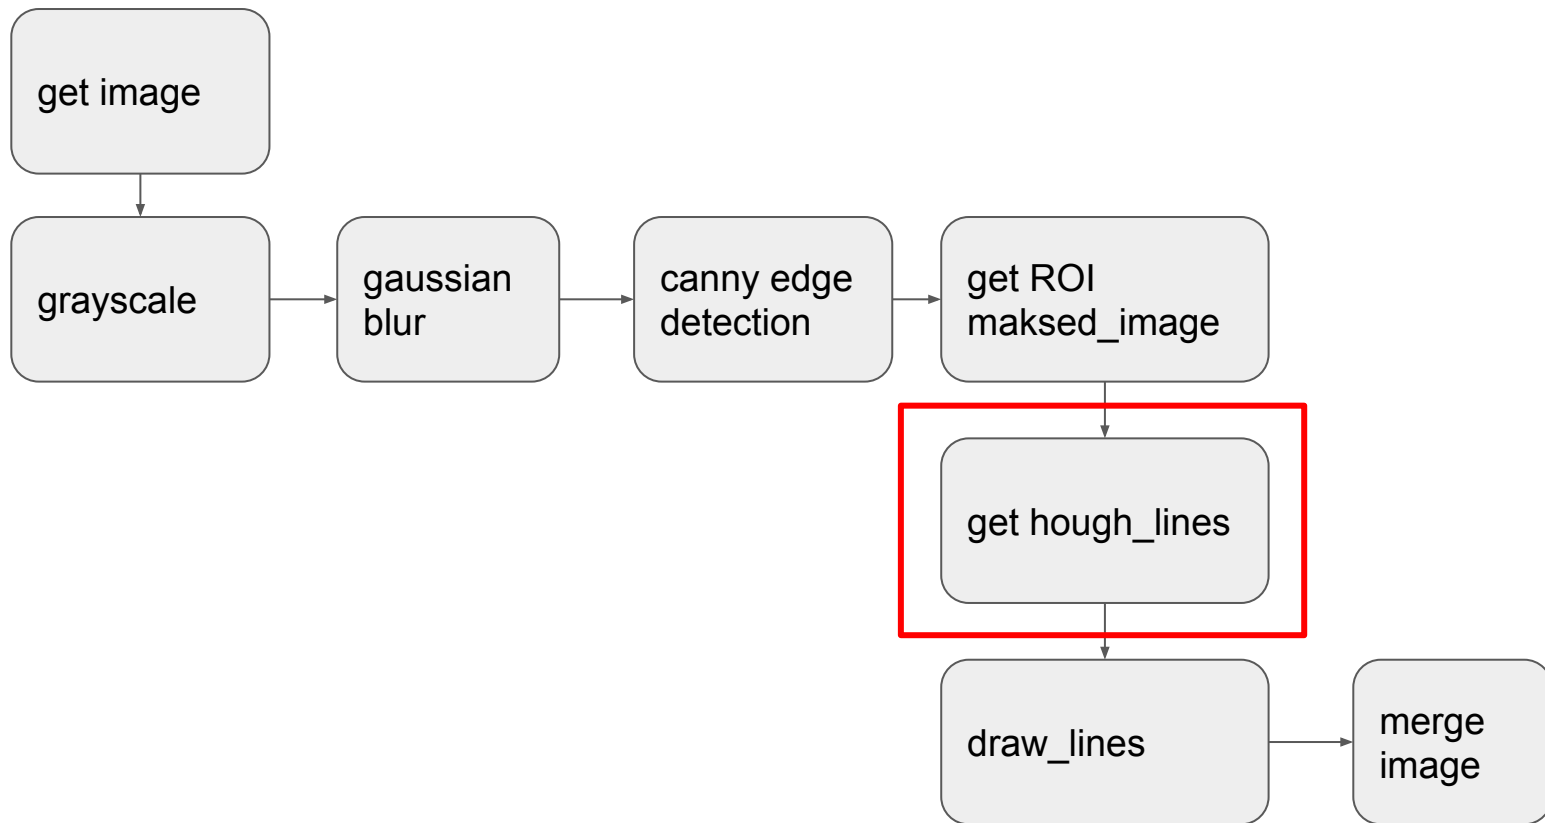 get image
grayscale
gaussian
blur
canny edge
detection
get ROI
maksed_image
get hough_lines
draw_lines
merge
image